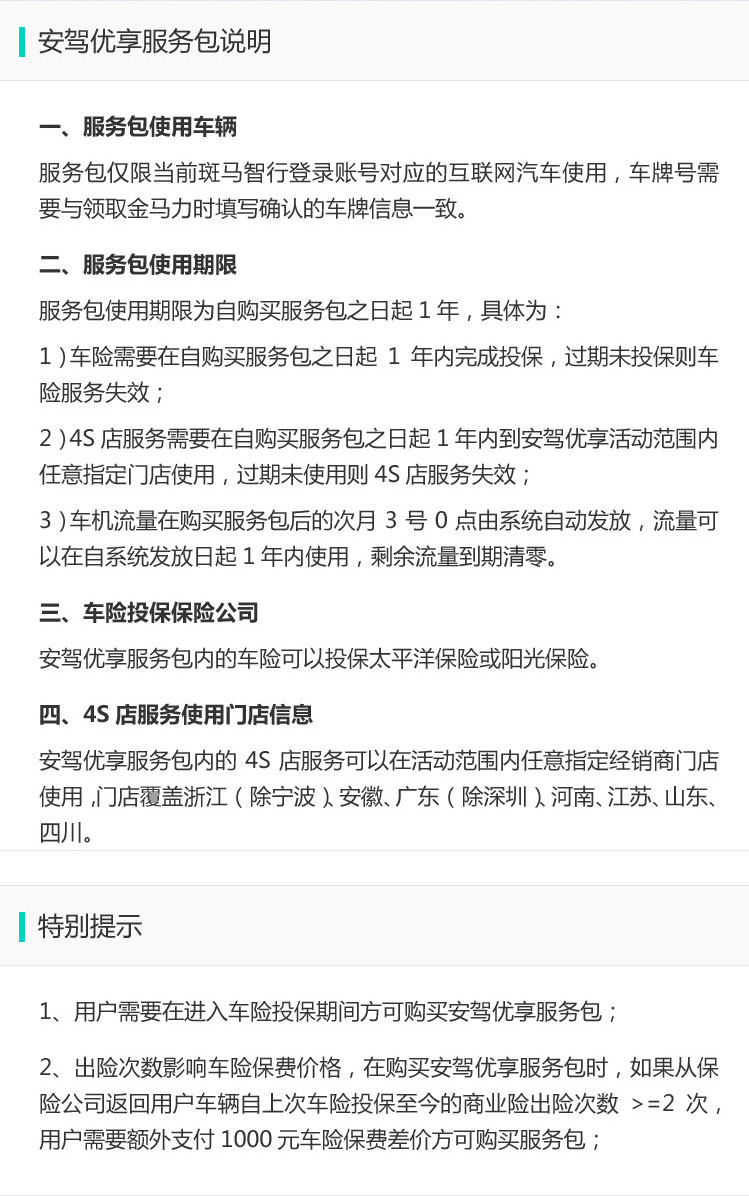 安驾优享服务包说明
一、服务包使用车辆
服务包仅限当前斑马智行登录账号对应的互联网汽车使用，车牌号需
要与领取金马力时填写确认的车牌信息一致。
二、服务包使用期限
服务包使用期限为自购买服务包之日起 1 年，具体为：
1）车险需要在自购买服务包之日起 1 年内完成投保，过期未投保则车
险服务失效；
2）4S 店服务需要在自购买服务包之日起 1 年内到安驾优享活动范围内
任意指定门店使用，过期未使用则 4S 店服务失效；
3）车机流量在购买服务包后的次月 3 号 0 点由系统自动发放，流量可
以在自系统发放日起 1 年内使用，剩余流量到期清零。
三、车险投保保险公司
安驾优享服务包内的车险可以投保太平洋保险或阳光保险。
四、4S 店服务使用门店信息
安驾优享服务包内的 4S 店服务可以在活动范围内任意指定经销商门店
使用，门店覆盖浙江（除宁波）、安徽、广东（除深圳）、河南、江苏、山东、
四川。
特别提示
1、用户需要在进入车险投保期间方可购买安驾优享服务包；
2、出险次数影响车险保费价格，在购买安驾优享服务包时，如果从保
险公司返回用户车辆自上次车险投保至今的商业险出险次数 >=2 次，
用户需要额外支付 1000 元车险保费差价方可购买服务包；